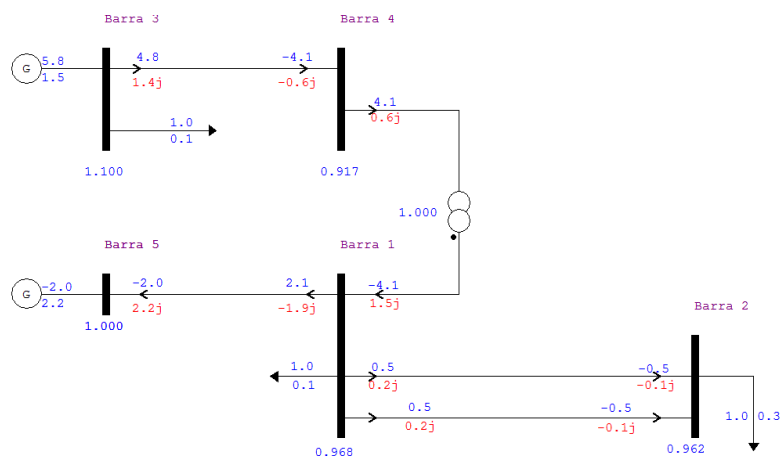 Barra 3
Barra 4
G
5.8
1.5
4.8
1.4j
-4.1
-0.6j
4.1
0.6j
1.0
0.1
1.100
0.917
1.000
Barra 5
Barra 1
G
-2.0
2.2
-2.0
2.2j
2.1
-1.9j
-4.1
1.5j
1.000
Barra 2
1.0
0.1
0.5
0.2j
-0.5
-0.1j
0.5
0.2j
-0.5
-0.1j
1.0 0.3
0.968
0.962